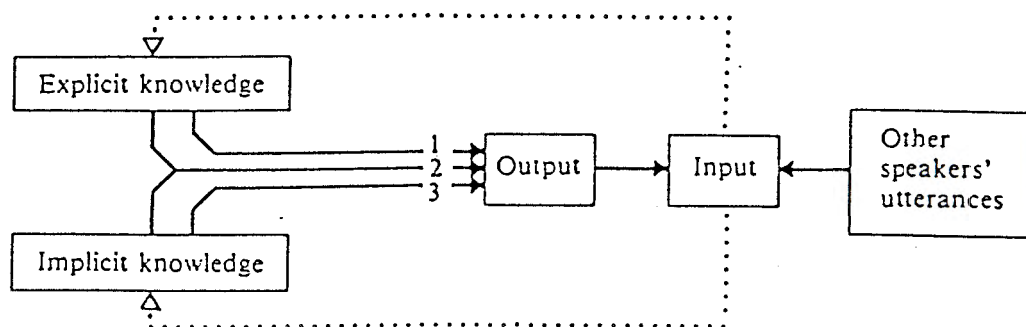 Explicit knowledge
1
2
3
Output
Input
Other
speakers'
utterances
Implicit knowledge